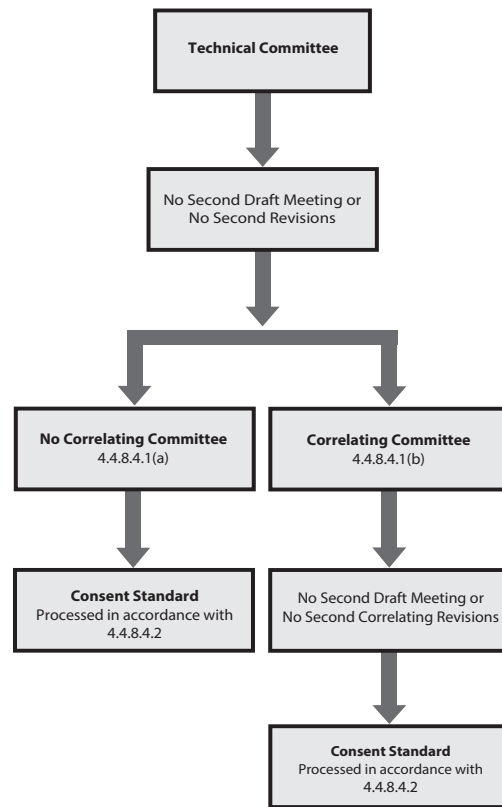 Technical Committee
No Second Draft Meeting or
No Second Revisions
No Correlating Committee
4.4.8.4.1(a)
Correlating Committee
4.4.8.4.1(b)
Consent Standard
Processed in accordance with
4.4.8.4.2
No Second Draft Meeting or
No Second Correlating Revisions
Consent Standard
Processed in accordance with
4.4.8.4.2